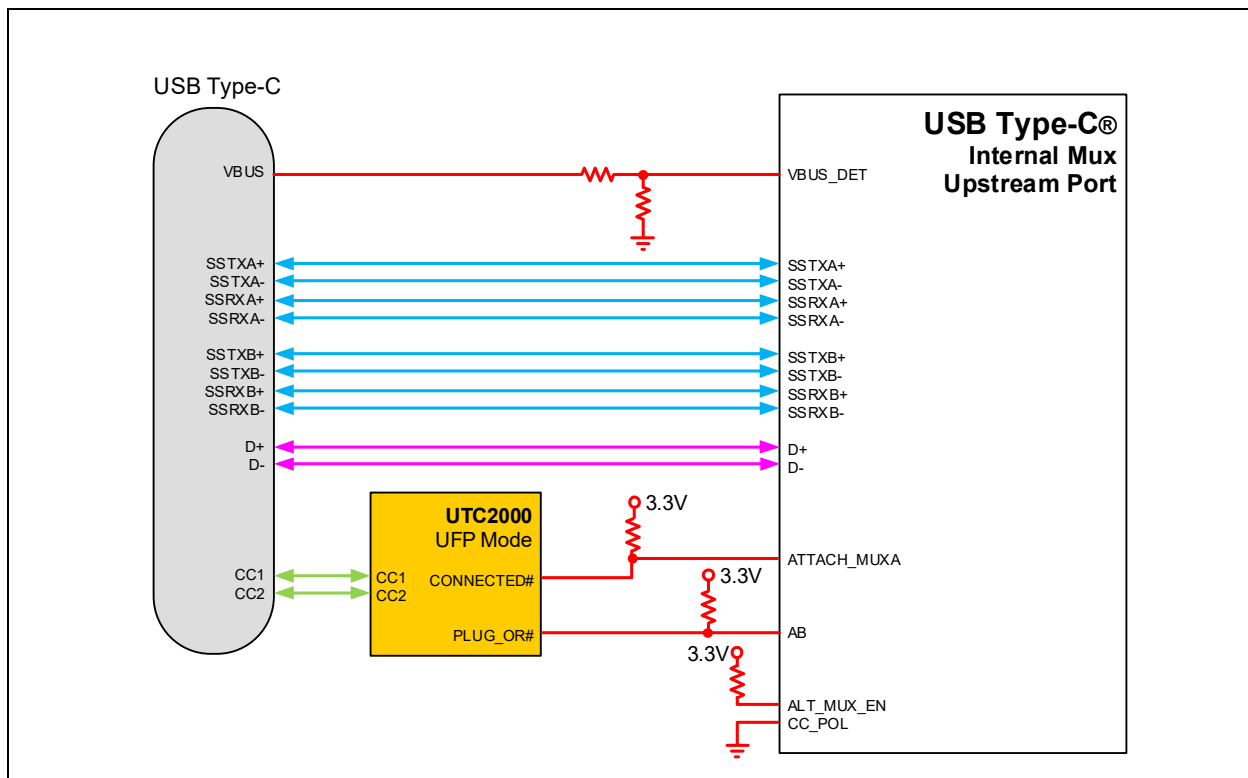 USB Type-C
USB Type-C®
Internal Mux
Upstream Port
VBUS
VBUS_DET
SSTXA+
SSTXA-
SSRXA+
SSRXA-
SSTXA+
SSTXA-
SSRXA+
SSRXA-
SSTXB+
SSTXB-
SSRXB+
SSRXB-
SSTXB+
SSTXB-
SSRXB+
SSRXB-
D+
D-
D+
D-
UTC2000
UFP Mode
3.3V
CC1
CC2
CC1
CC2
CONNECTED#
ATTACH_MUXA
3.3V
PLUG_OR#
AB
3.3V
ALT_MUX_EN
CC_POL